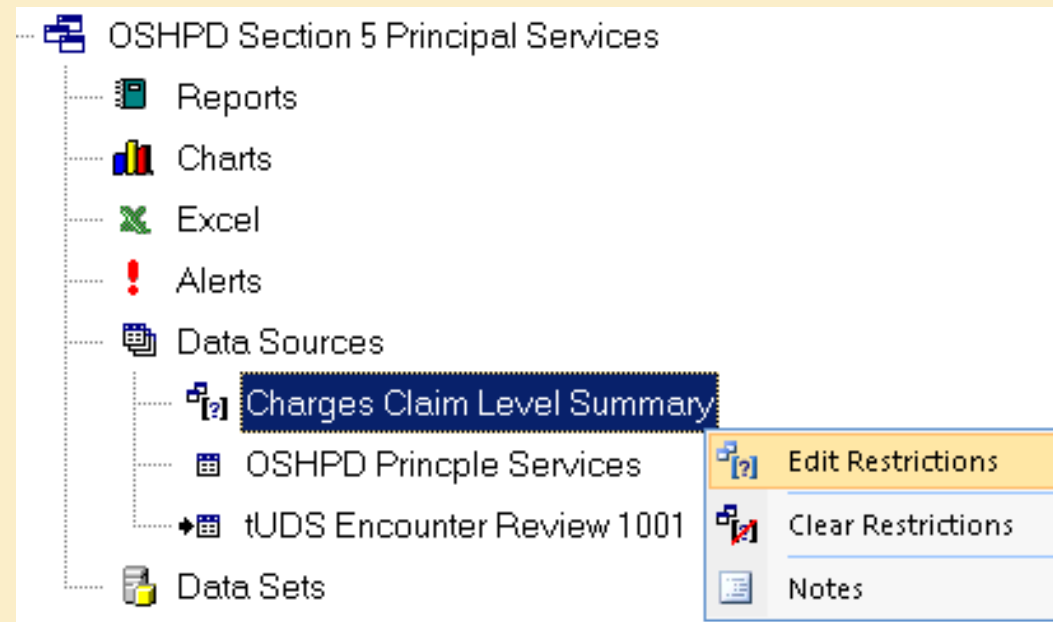 OSHPD Section 5 Principal Services
Reports
Charts
Excel
Alerts
Data Sources
Charges Claim Level Summary
OSHPD Princple Services
Edit Restrictions
tUDS Encounter Review 1001
Clear Restrictions
Data Sets
Notes